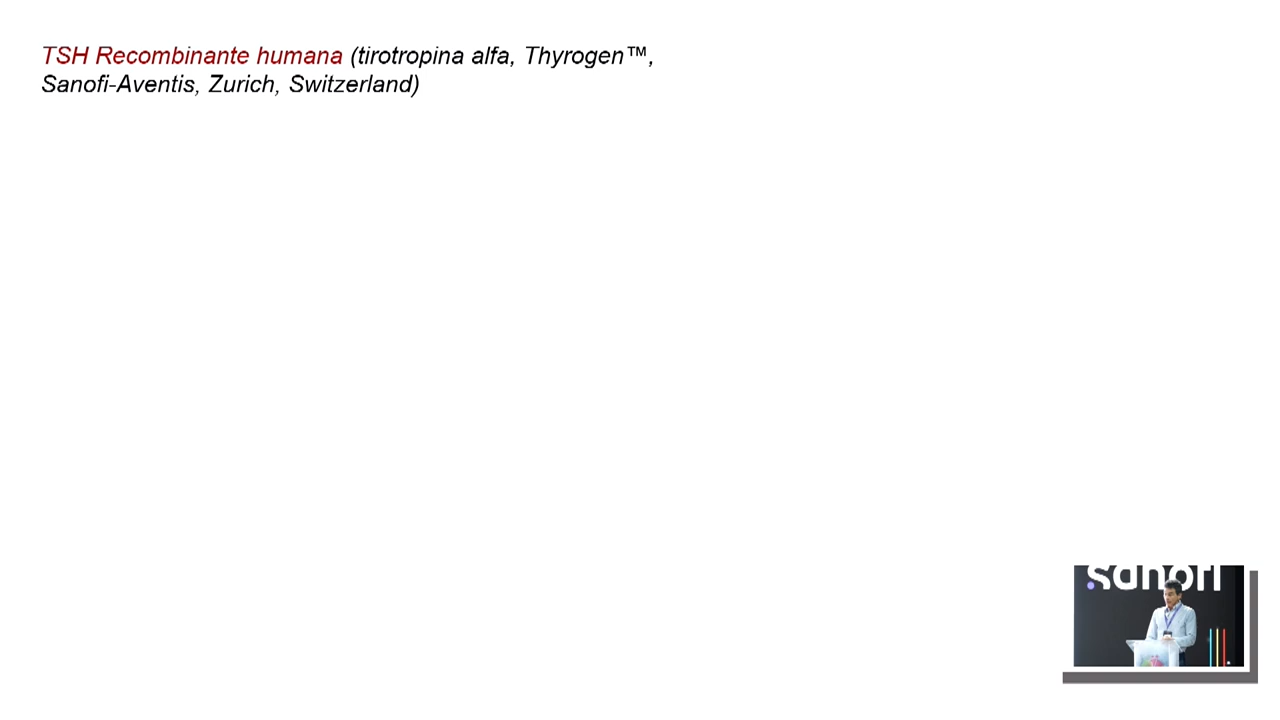 TSH Recombinante humana (tirotropina alfa, Thyrogen™,
Sanofi-Aventis, Zurich, Switzerland)
sanofi